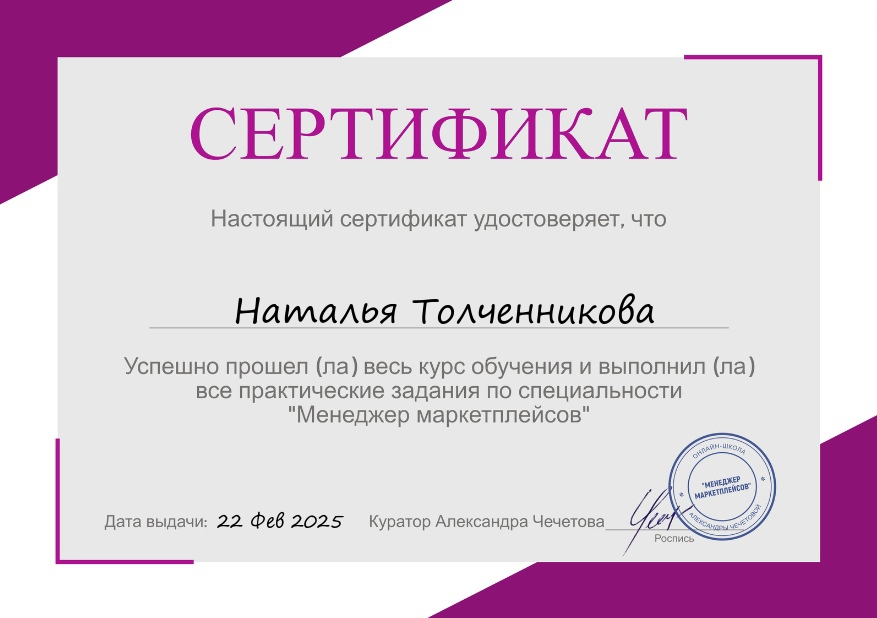 СЕРТИФИКАТ
Настоящий сертификат удостоверяет, что
Наталья Толченникова
Успешно прошел (ла) весь курс обучения и выполнил (ла)
все практические задания по специальности
"Менеджер маркетплейсов"
Дата выдачи: 22 Фев 2025 Куратор Александра Чечетова
Роспись
ОНЛАЙН-ШКОЛА
"МЕНЕДЖЕР
МАРКЕТПЛЕЙСОВ"
АЛЕКСАНДРЫ ЧЕЧЕТОВОЙ